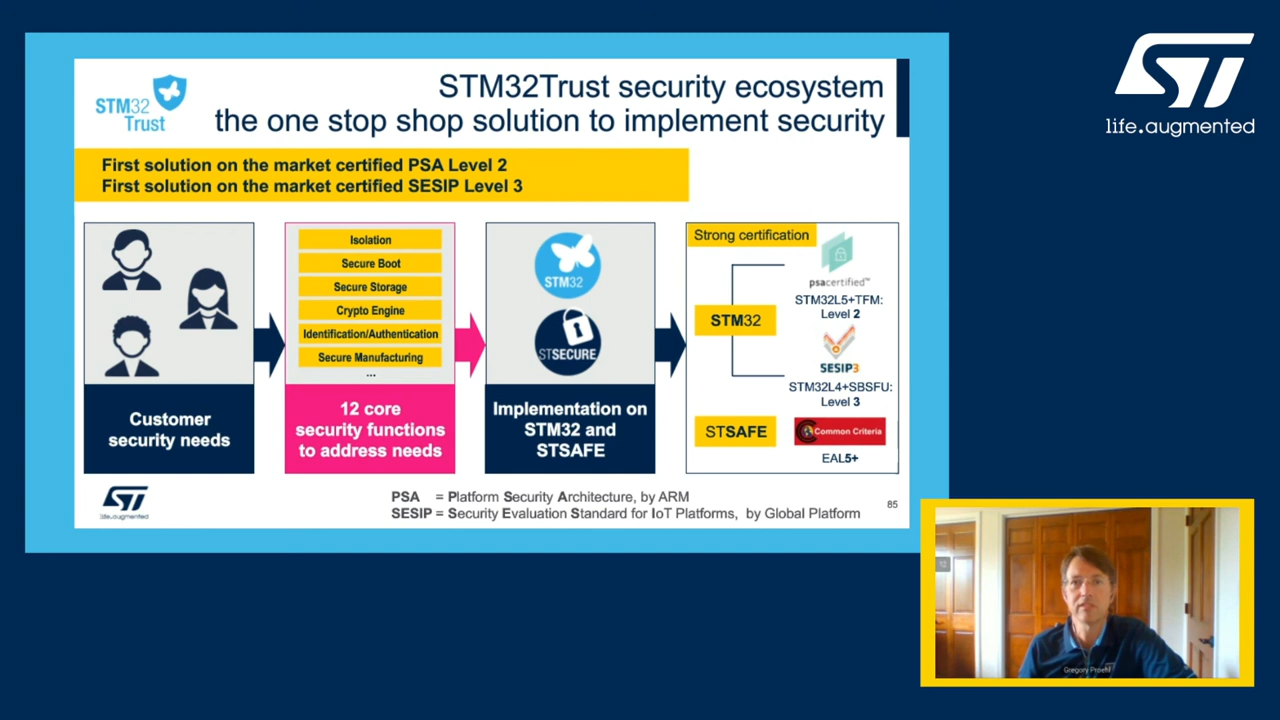 STM32Trust security ecosystem
the one stop shop solution to implement security
STM32
Trust
First solution on the market certified PSA Level 2
First solution on the market certified SESIP Level 3
Customer
security needs
Isolation
Secure Boot
Secure Storage
Crypto Engine
Identification/Authentication
Secure Manufacturing
...
12 core
security functions
to address needs
STM32
STSECURE
Implementation on
STM32 and
STSAFE
Strong certification
STM32
psacertified™
STM32L5+TFM:
Level 2
SESIP3
STM32L4+SBSFU:
Level 3
STSAFE
Common Criteria
EAL5+
ST
life.augmented
PSA = Platform Security Architecture, by ARM
SESIP = Security Evaluation Standard for IoT Platforms, by Global Platform
85
ST
life.augmented
Gregory Proehl